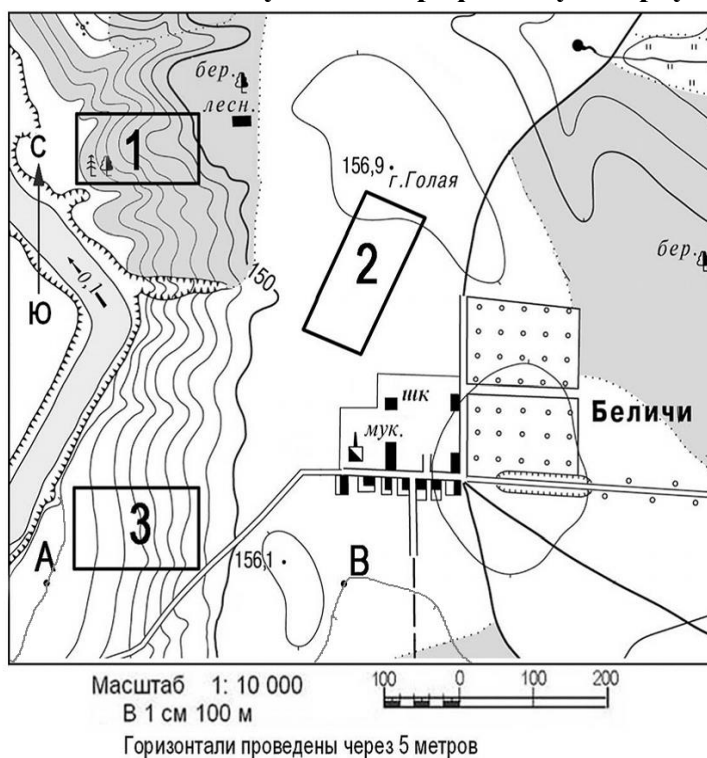 бер.
лесн.
1
С
156,9
г.Голая
2
бер.
0,1
150
Ю
шк
Беличи
мук.
3
А
156,1
В
Масштаб 1: 10 000
100 0 100 200
В 1 см 100 м
Горизонтали проведены через 5 метров